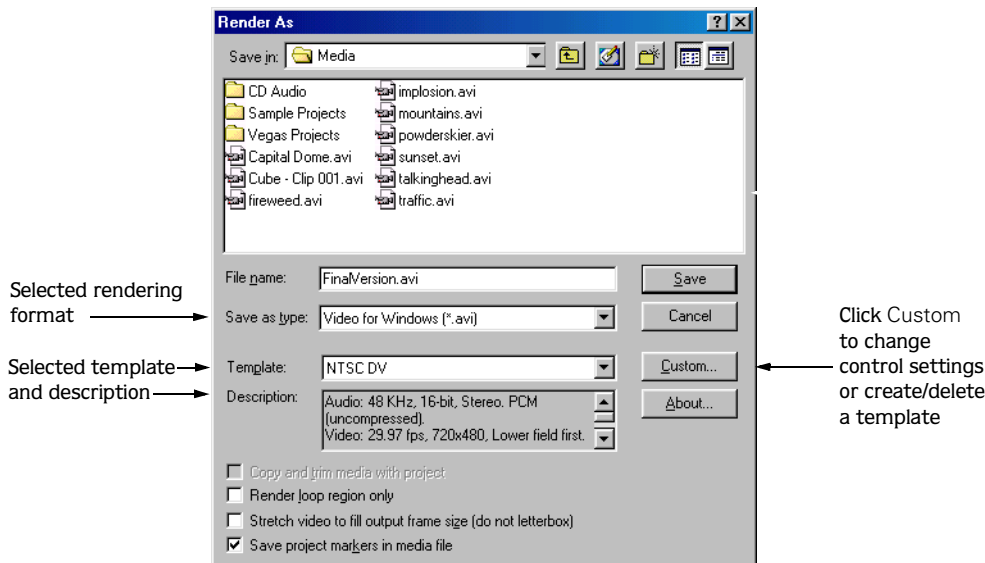 Render As
Save in: Media
CD Audio
Sample Projects
Vegas Projects
Capital Dome.avi
Cube - Clip 001.avi
fireweed.avi
implosion.avi
mountains.avi
powderskier.avi
sunset.avi
talkinghead.avi
traffic.avi
File name: FinalVersion.avi Save
Selected rendering
format
Save as type: Video for Windows (*.avi) Cancel
Selected template
and description
Template: NTSC DV Custom...
Description: Audio: 48 KHz, 16-bit, Stereo. PCM
(uncompressed).
Video: 29.97 fps, 720x480, Lower field first.
About...
Click Custom
to change
control settings
or create/delete
a template
Copy and trim media with project
Render loop region only
Stretch video to fill output frame size (do not letterbox)
Save project markers in media file